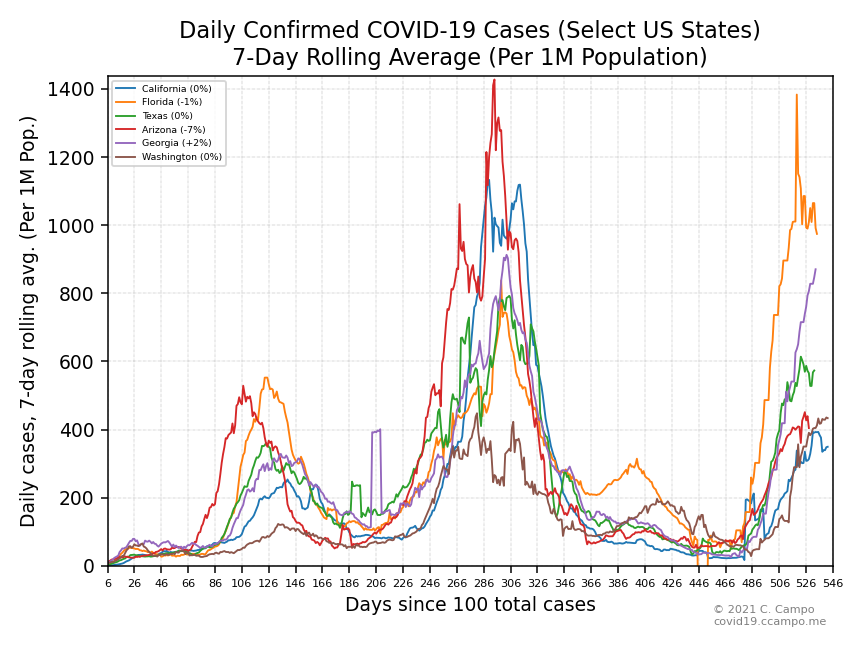 Daily Confirmed COVID-19 Cases (Select US States)
7-Day Rolling Average (Per 1M Population)
Daily cases, 7-day rolling avg. (Per 1M Pop.)
1400
1200
1000
800
600
400
200
0
California (0%)
Florida (-1%)
Texas (0%)
Arizona (-7%)
Georgia (+2%)
Washington (0%)
6 26 46 66 86 106 126 146 166 186 206 226 246 266 286 306 326 346 366 386 406 426 446 466 486 506 526 546
Days since 100 total cases
© 2021 C. Campo
covid19.ccampo.me